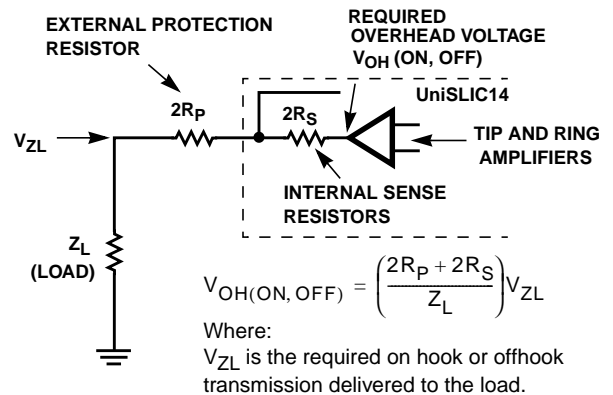 EXTERNAL PROTECTION
RESISTOR
REQUIRED
OVERHEAD VOLTAGE
VOH (ON, OFF)
UniSLIC14
2RP
2RS
VZL
TIP AND RING
AMPLIFIERS
INTERNAL SENSE
RESISTORS
ZL
(LOAD)
VOH(ON, OFF) = ((2RP + 2RS)/ZL)VZL
Where:
VZL is the required on hook or offhook
transmission delivered to the load.